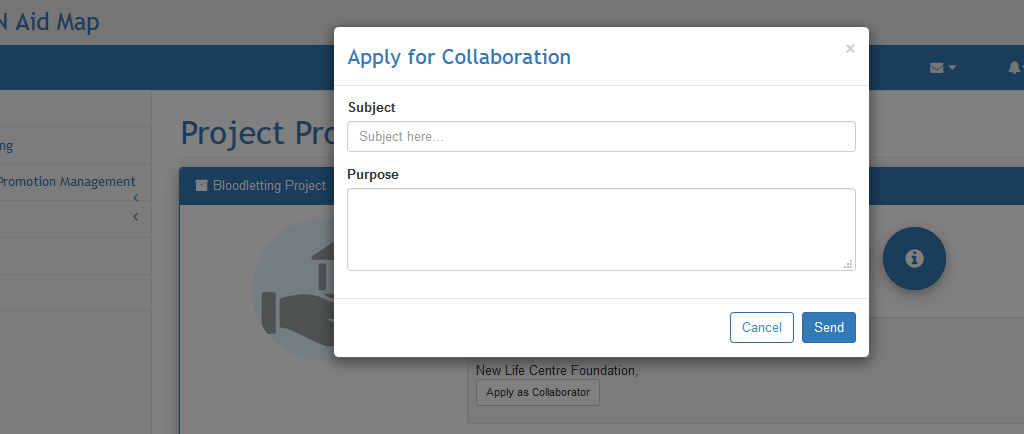 N Aid Map
Apply for Collaboration
×
Subject
Subject here...
Purpose
Cancel
Send
ng
Promotion Management
Project Pro
Bloodletting Project
New Life Centre Foundation,
Apply as Collaborator